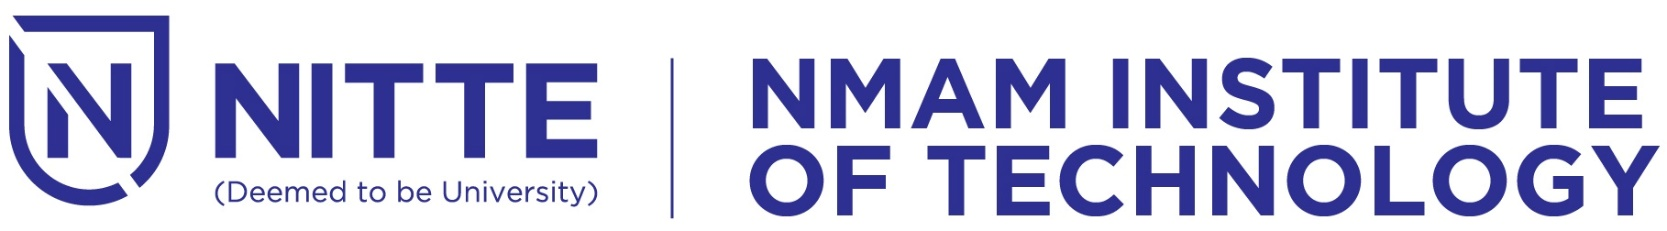 N
NITTE
(Deemed to be University)
NMAM INSTITUTE
OF TECHNOLOGY